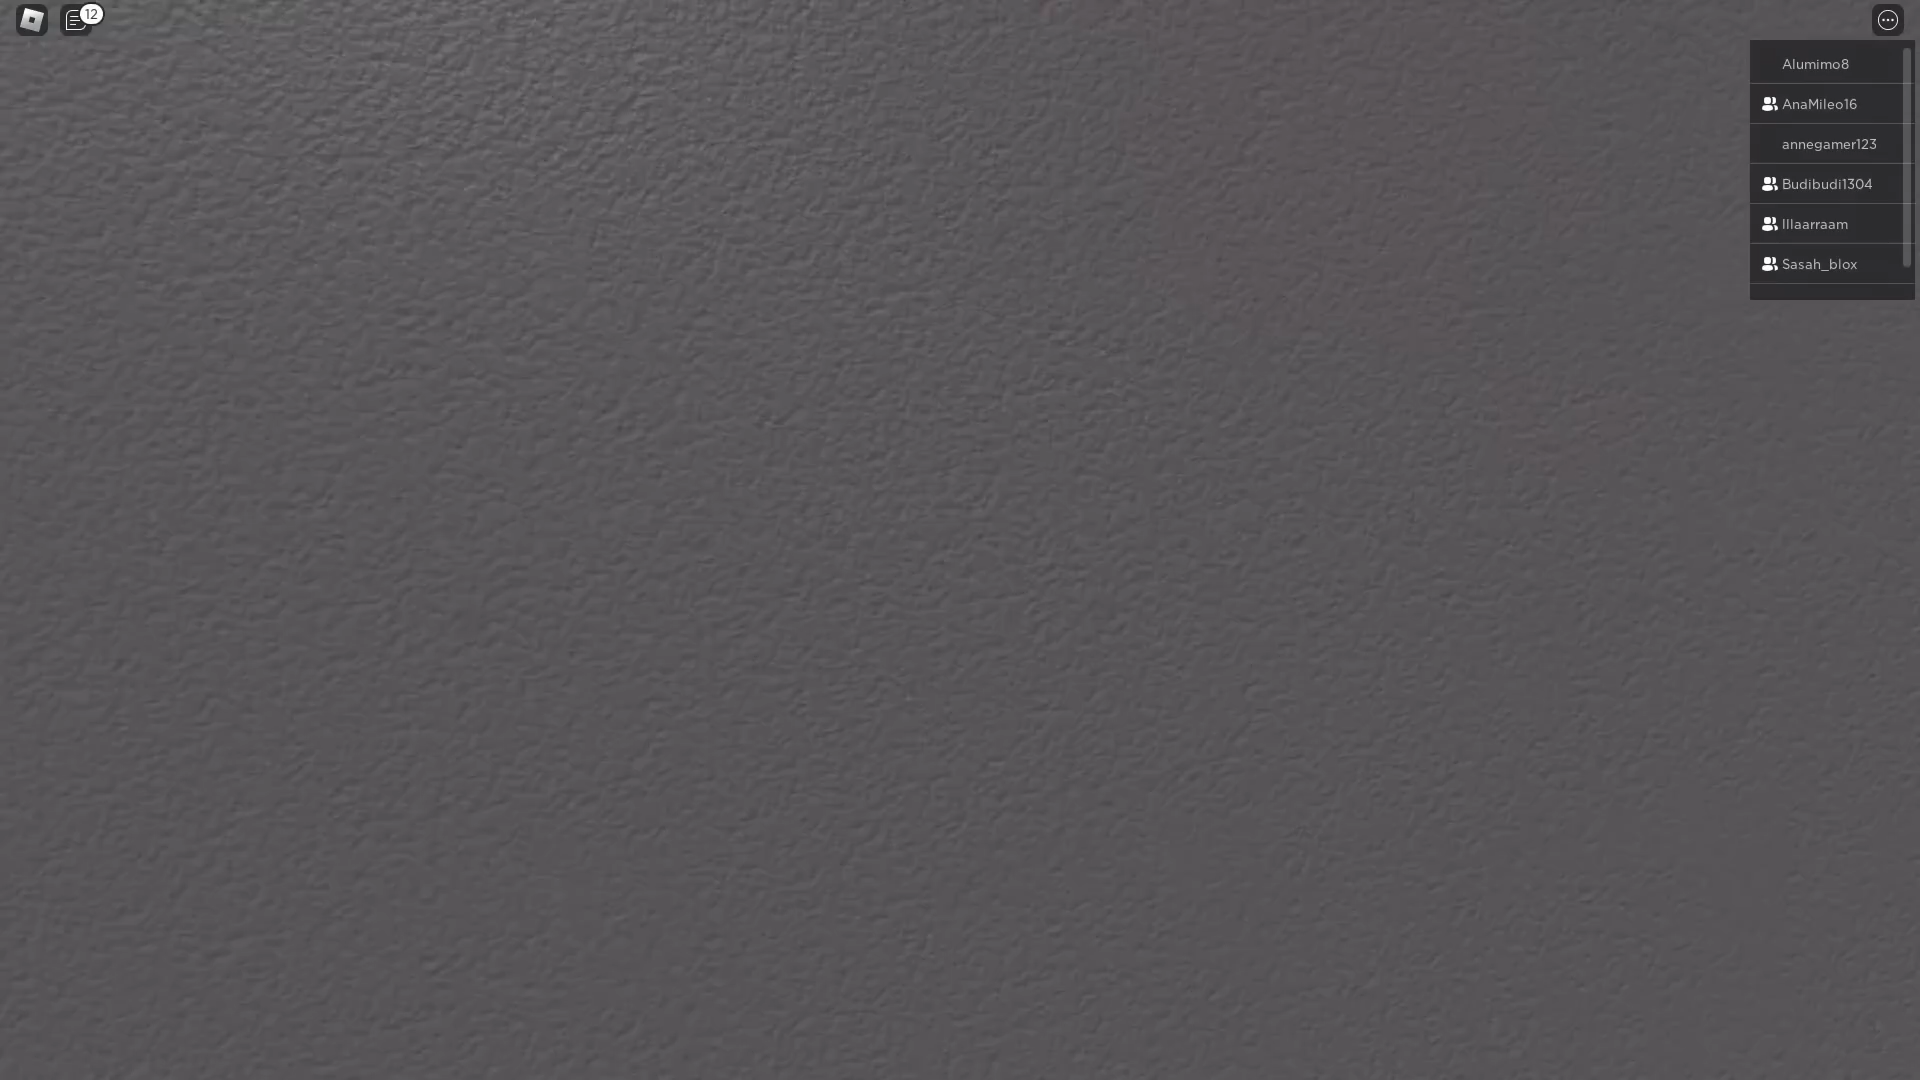 12
Alumimo8
AnaMileo16
annegamer123
Budibudi1304
Illaarraam
Sasah_blox